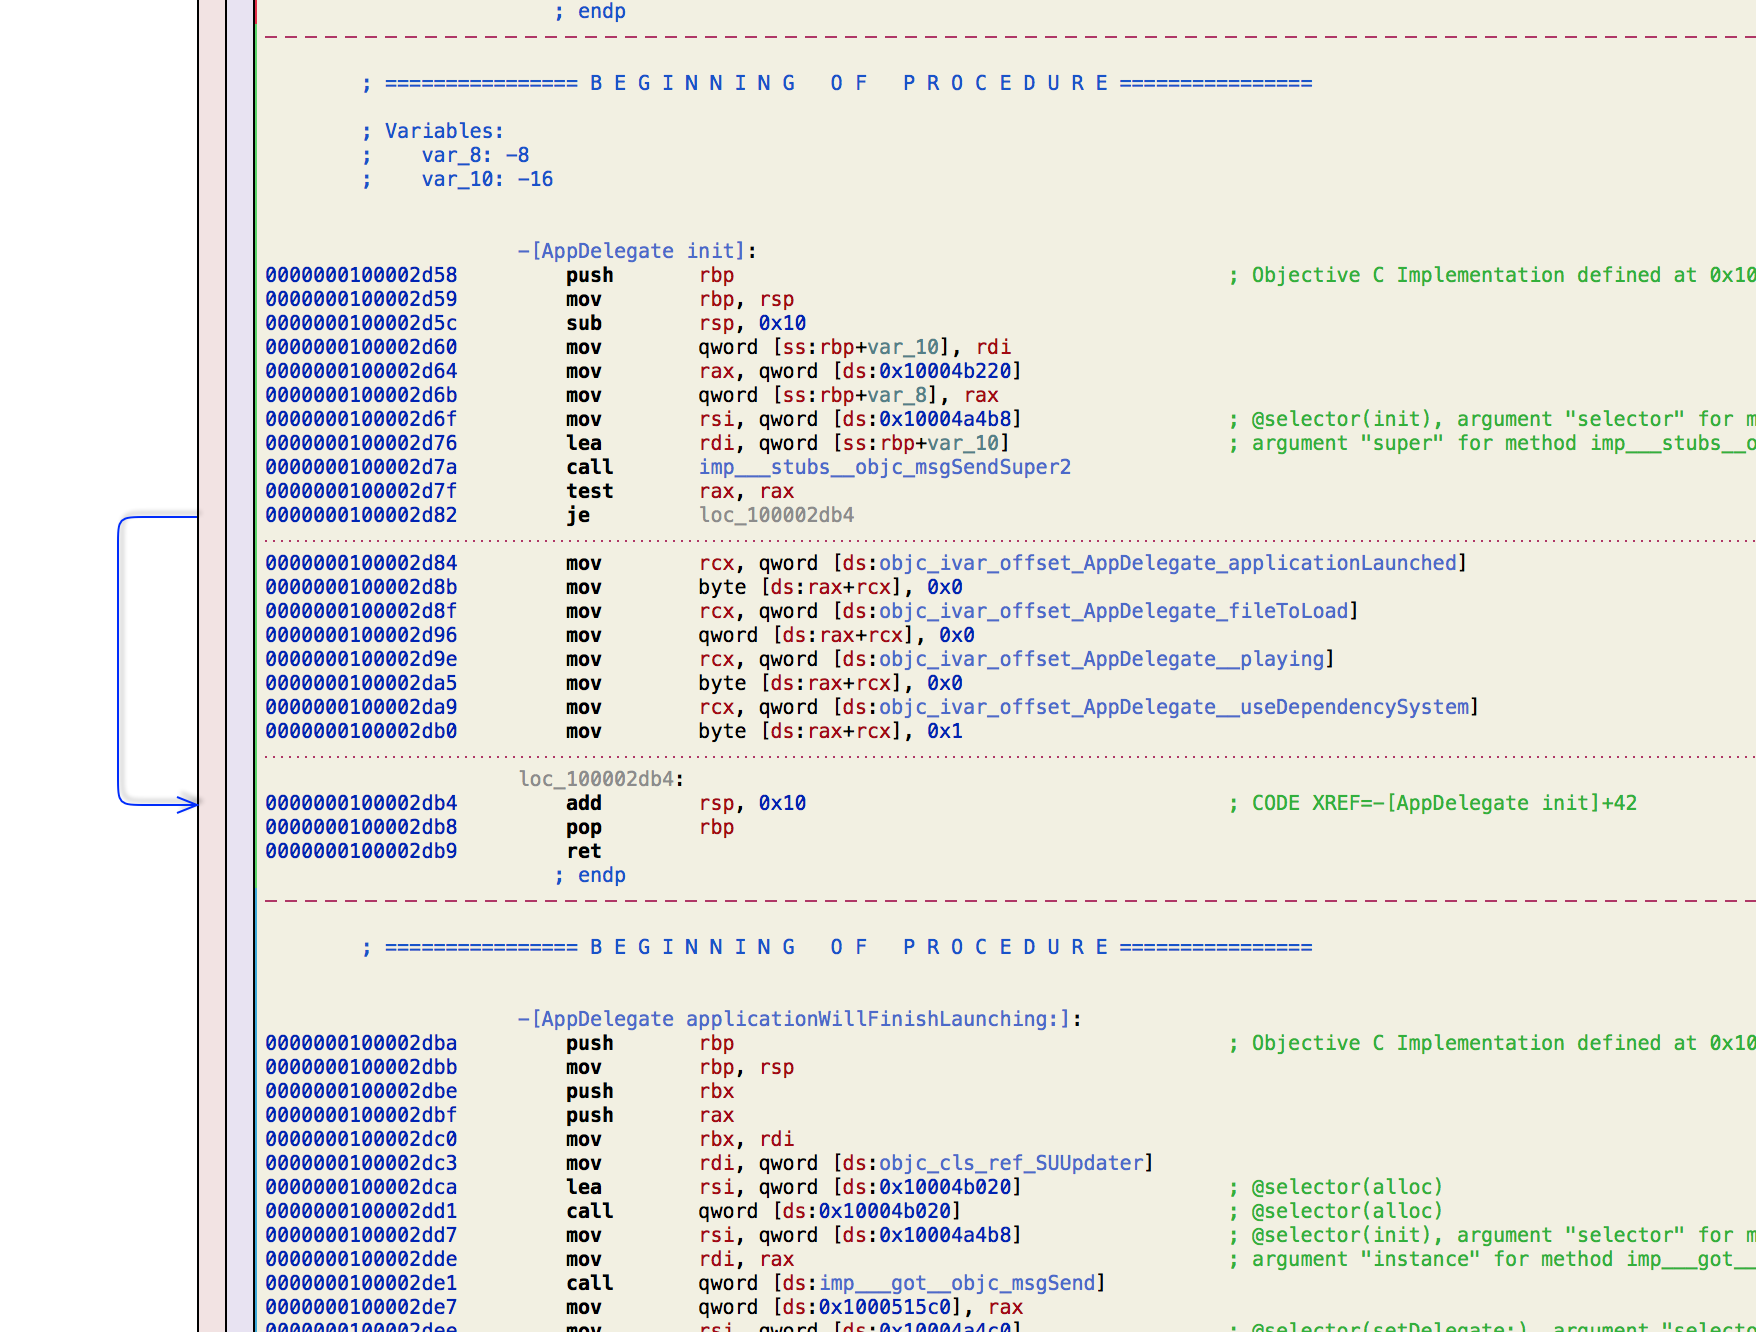 ; endp
; ================ B E G I N N I N G   O F   P R O C E D U R E ================
; Variables:
;    var_8: -8
;    var_10: -16
-[AppDelegate init]:
0000000100002d58 push rbp ; Objective C Implementation defined at 0x10
0000000100002d59 mov rbp, rsp
0000000100002d5c sub rsp, 0x10
0000000100002d60 mov qword [ss:rbp+var_10], rdi
0000000100002d64 mov rax, qword [ds:0x10004b220]
0000000100002d6b mov qword [ss:rbp+var_8], rax
0000000100002d6f mov rsi, qword [ds:0x10004a4b8] ; @selector(init), argument "selector" for m
0000000100002d76 lea rdi, qword [ss:rbp+var_10] ; argument "super" for method imp___stubs__o
0000000100002d7a call imp___stubs__objc_msgSendSuper2
0000000100002d7f test rax, rax
0000000100002d82 je loc_100002db4
0000000100002d84 mov rcx, qword [ds:objc_ivar_offset_AppDelegate_applicationLaunched]
0000000100002d8b mov byte [ds:rax+rcx], 0x0
0000000100002d8f mov rcx, qword [ds:objc_ivar_offset_AppDelegate_fileToLoad]
0000000100002d96 mov qword [ds:rax+rcx], 0x0
0000000100002d9e mov rcx, qword [ds:objc_ivar_offset_AppDelegate__playing]
0000000100002da5 mov byte [ds:rax+rcx], 0x0
0000000100002da9 mov rcx, qword [ds:objc_ivar_offset_AppDelegate__useDependencySystem]
0000000100002db0 mov byte [ds:rax+rcx], 0x1
loc_100002db4:
0000000100002db4 add rsp, 0x10 ; CODE XREF=-[AppDelegate init]+42
0000000100002db8 pop rbp
0000000100002db9 ret
; endp
; ================ B E G I N N I N G   O F   P R O C E D U R E ================
-[AppDelegate applicationWillFinishLaunching:]:
0000000100002dba push rbp ; Objective C Implementation defined at 0x10
0000000100002dbb mov rbp, rsp
0000000100002dbe push rbx
0000000100002dbf push rax
0000000100002dc0 mov rbx, rdi
0000000100002dc3 mov rdi, qword [ds:objc_cls_ref_SUUpdater]
0000000100002dca lea rsi, qword [ds:0x10004b020] ; @selector(alloc)
0000000100002dd1 call qword [ds:0x10004b020] ; @selector(alloc)
0000000100002dd7 mov rsi, qword [ds:0x10004a4b8] ; @selector(init), argument "selector" for m
0000000100002dde mov rdi, rax ; argument "instance" for method imp___got__
0000000100002de1 call qword [ds:imp___got__objc_msgSend]
0000000100002de7 mov qword [ds:0x1000515c0], rax
0000000100002dee mov rsi, qword [ds:0x10004a4c0] ; @selector(setDelegate:), argument "selecto